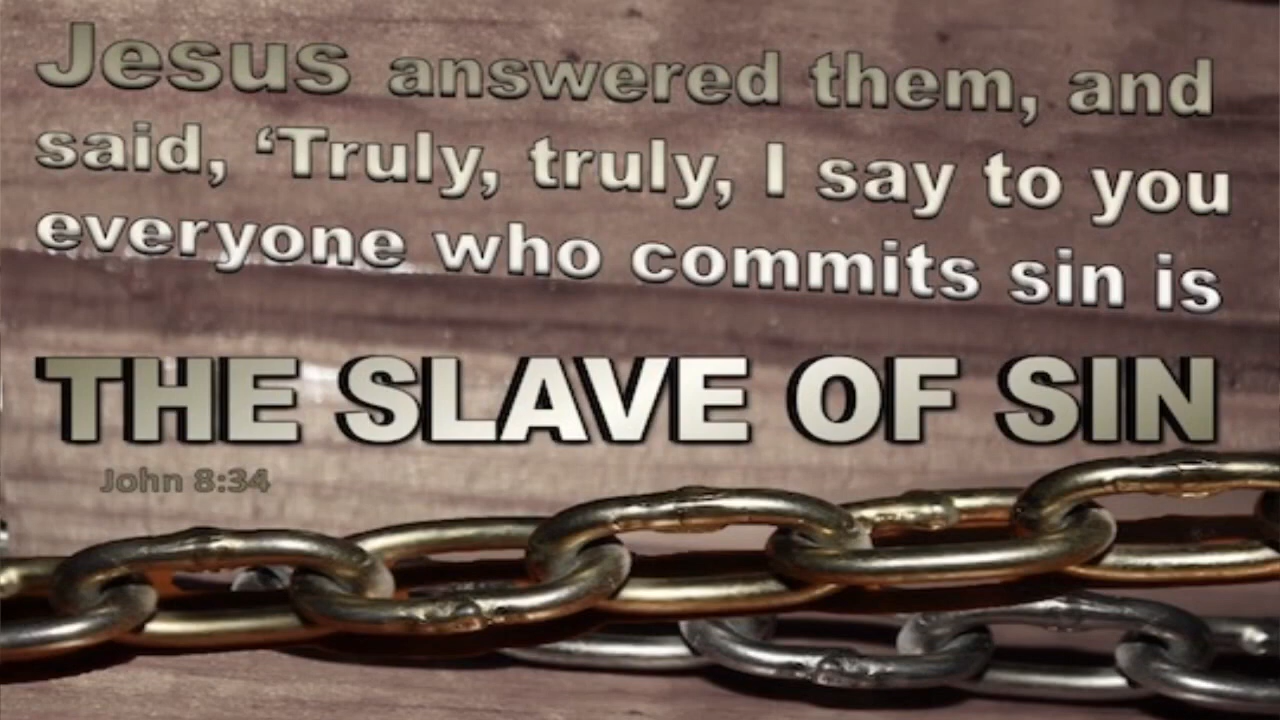 Jesus answered them, and
said, ‘Truly, truly, I say to you
everyone who commits sin is
THE SLAVE OF SIN
John 8:34